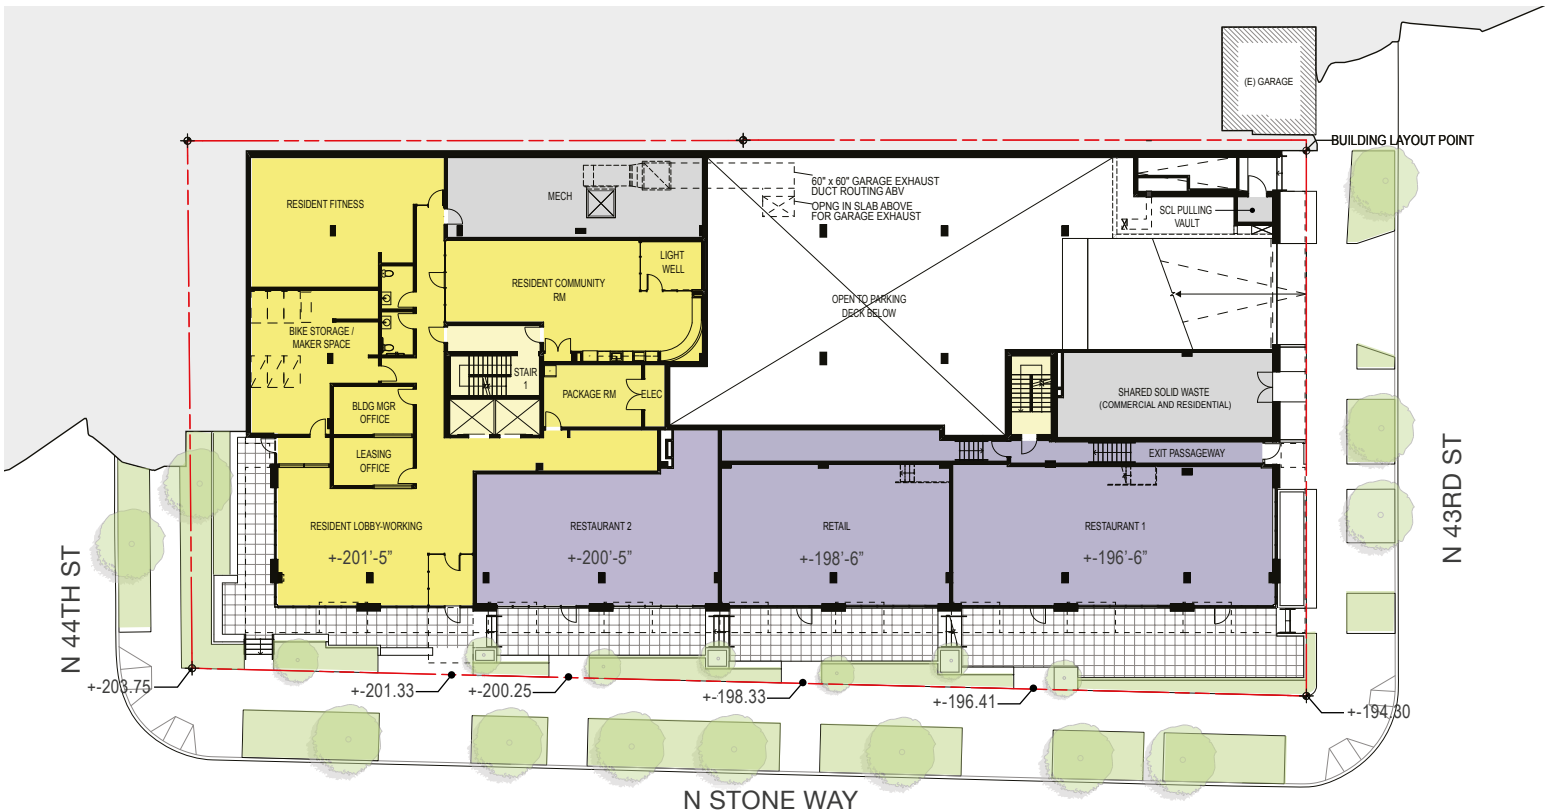 (E) GARAGE
BUILDING LAYOUT POINT
60" x 60" GARAGE EXHAUST
DUCT ROUTING ABV
OPNG IN SLAB ABOVE
FOR GARAGE EXHAUST
MECH
RESIDENT FITNESS
SCL PULLING
VAULT
LIGHT
WELL
RESIDENT COMMUNITY
RM
OPEN TO PARKING
DECK BELOW
BIKE STORAGE /
MAKER SPACE
STAIR
1
PACKAGE RM
ELEC
SHARED SOLID WASTE
(COMMERCIAL AND RESIDENTIAL)
BLDG MGR
OFFICE
LEASING
OFFICE
EXIT PASSAGEWAY
RESIDENT LOBBY-WORKING
+-201'-5"
RESTAURANT 2
+-200'-5"
RETAIL
+-198'-6"
RESTAURANT 1
+-196'-6"
N 44TH ST
N 43RD ST
+-203.75
+-201.33
+-200.25
+-198.33
+-196.41
+-194.30
N STONE WAY